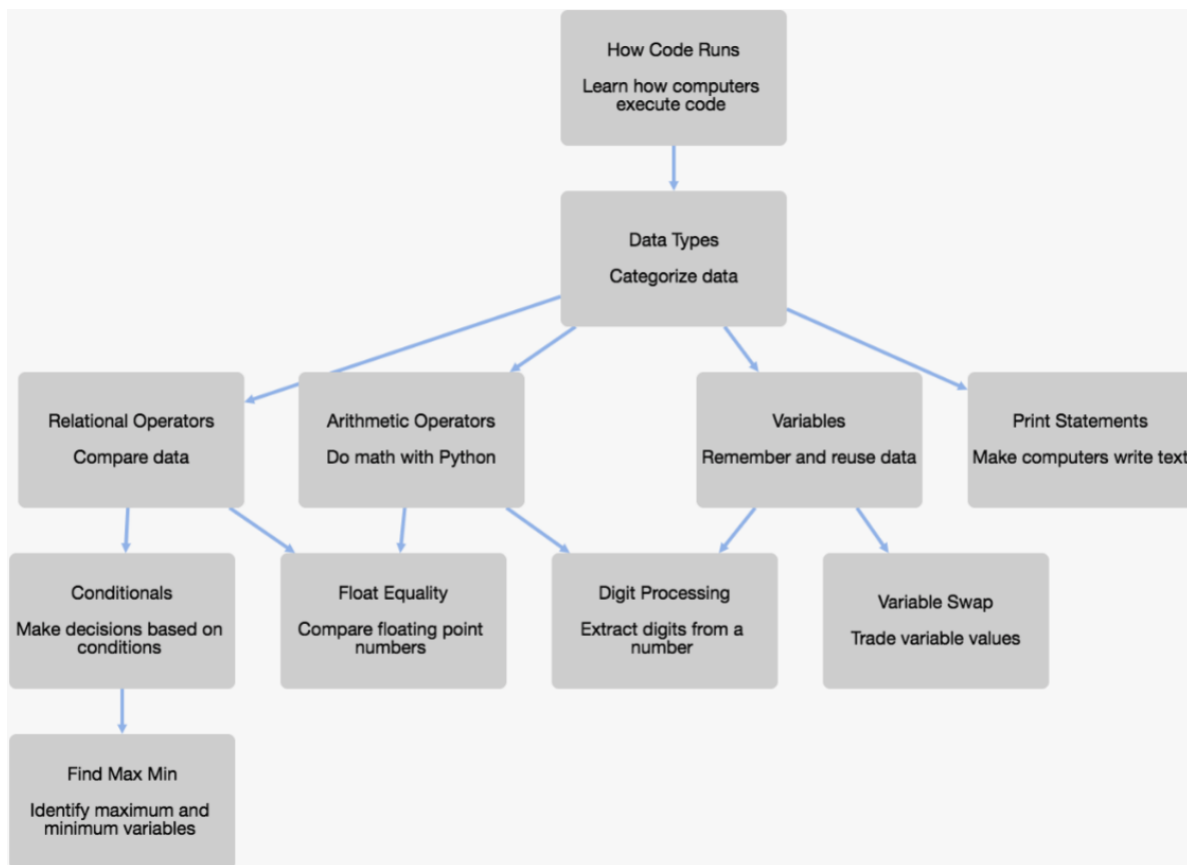 How Code Runs
Learn how computers
execute code
Data Types
Categorize data
Relational Operators
Compare data
Arithmetic Operators
Do math with Python
Variables
Remember and reuse data
Print Statements
Make computers write text
Conditionals
Make decisions based on
conditions
Float Equality
Compare floating point
numbers
Digit Processing
Extract digits from a
number
Variable Swap
Trade variable values
Find Max Min
Identify maximum and
minimum variables